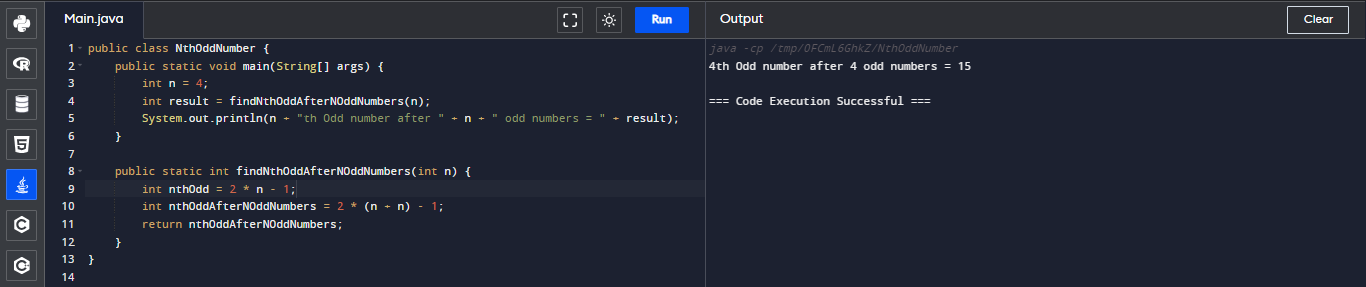 Main.java
Run
Output
Clear
1 public class NthOddNumber {
2 public static void main(String[] args) {
3 int n = 4;
4 int result = findNthOddAfterNOddNumbers(n);
5 System.out.println(n + "th Odd number after " + n + " odd numbers = " + result);
6 }
7
8 public static int findNthOddAfterNOddNumbers(int n) {
9 int nthOdd = 2 * n - 1;
10 int nthOddAfterNOddNumbers = 2 * (n + n) - 1;
11 return nthOddAfterNOddNumbers;
12 }
13 }
14
java -cp /tmp/OFCmL6GhkZ/NthOddNumber
4th Odd number after 4 odd numbers = 15
=== Code Execution Successful ===